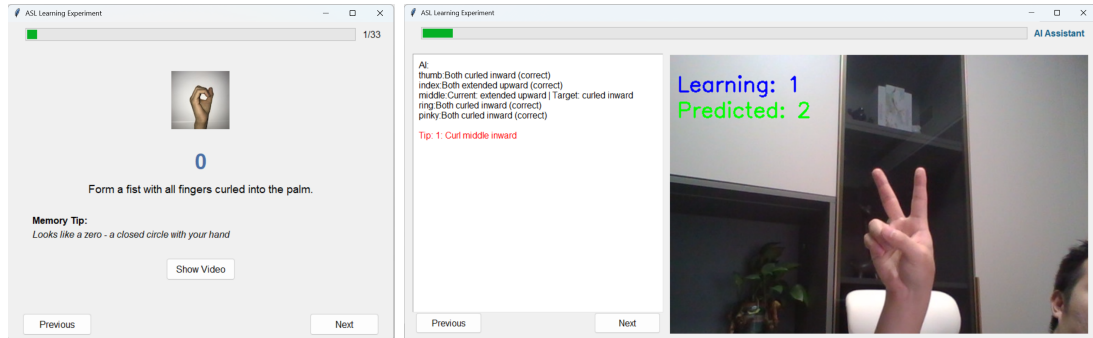 ASL Learning Experiment
1/33
0
Form a fist with all fingers curled into the palm.
Memory Tip:
Looks like a zero - a closed circle with your hand
Show Video
Previous
Next
ASL Learning Experiment
AI Assistant
AI:
thumb:Both curled inward (correct)
index:Both extended upward (correct)
middle:Current: extended upward | Target: curled inward
ring:Both curled inward (correct)
pinky:Both curled inward (correct)
Tip: 1: Curl middle inward
Previous
Next
Learning: 1
Predicted: 2